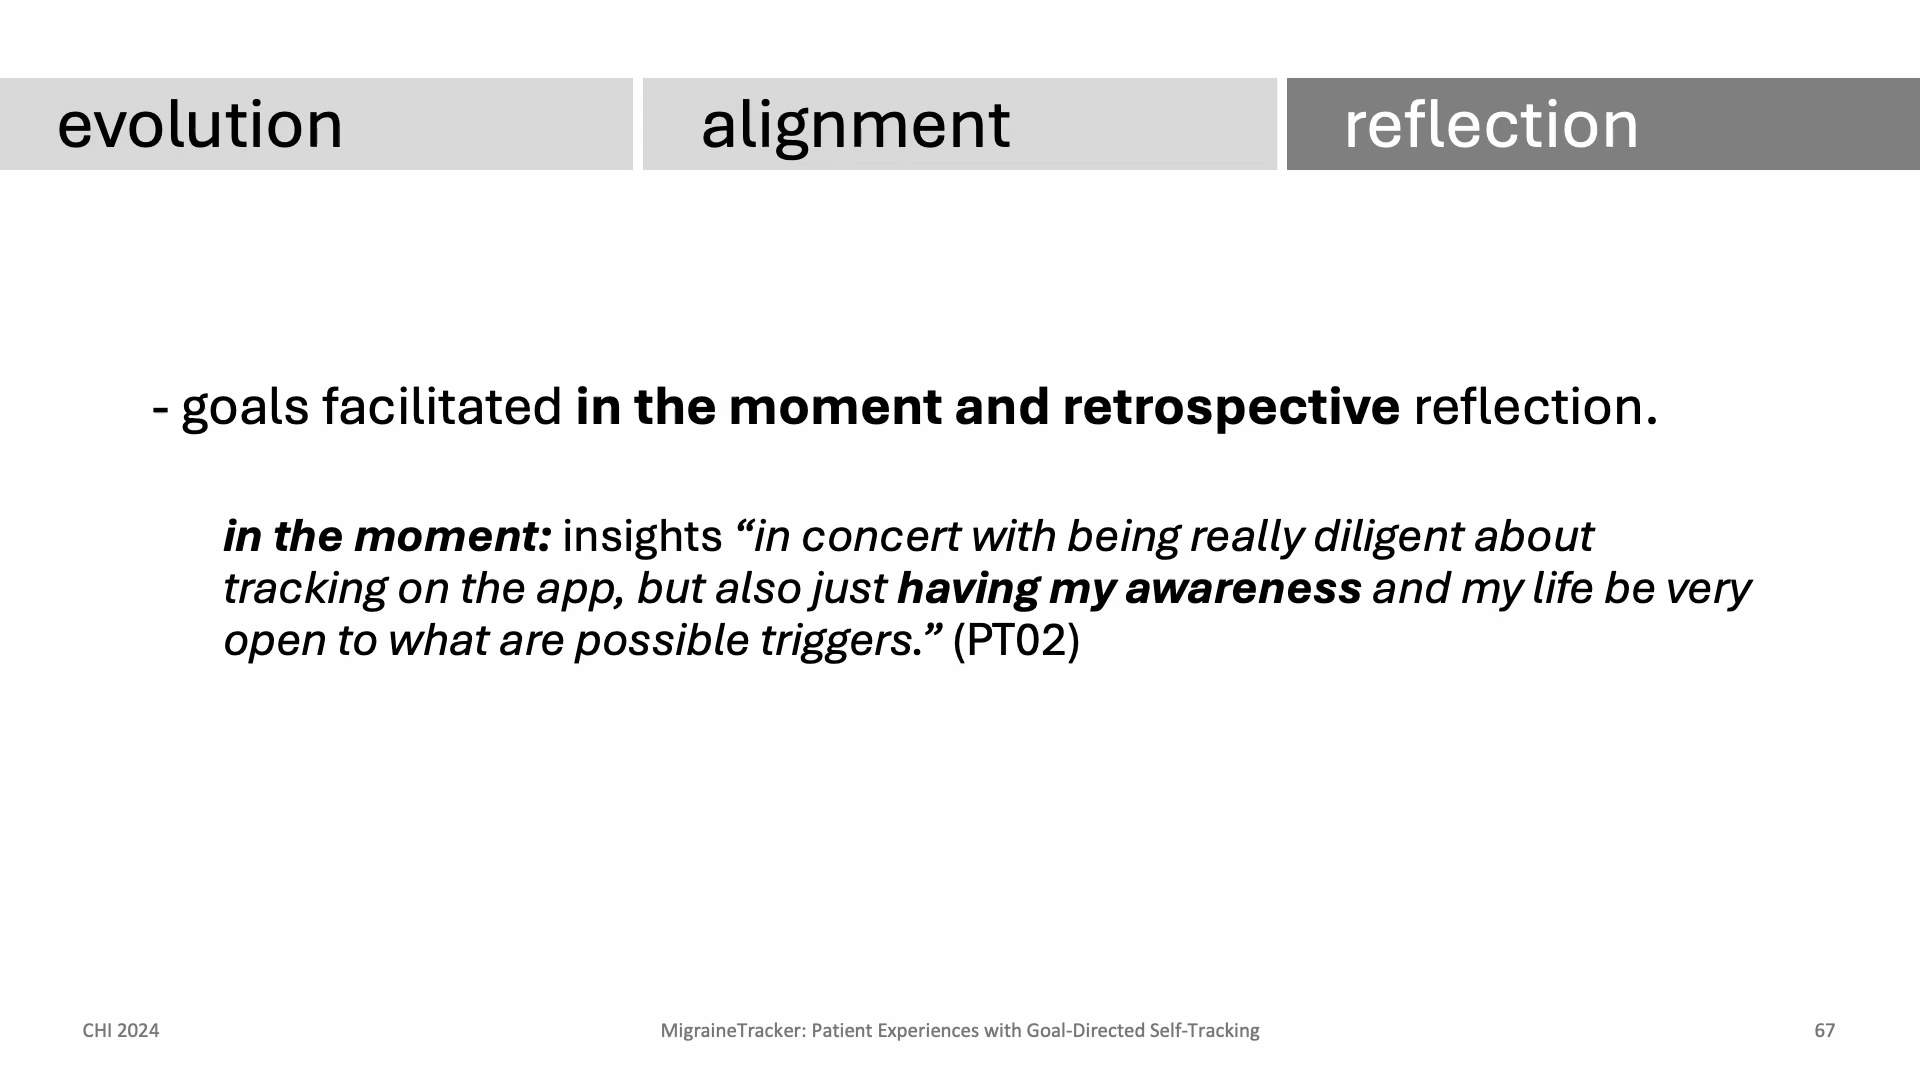 evolution
alignment
reflection
- goals facilitated in the moment and retrospective reflection.
in the moment: insights “in concert with being really diligent about
tracking on the app, but also just having my awareness and my life be very
open to what are possible triggers.” (PT02)
CHI 2024
MigraineTracker: Patient Experiences with Goal-Directed Self-Tracking
67